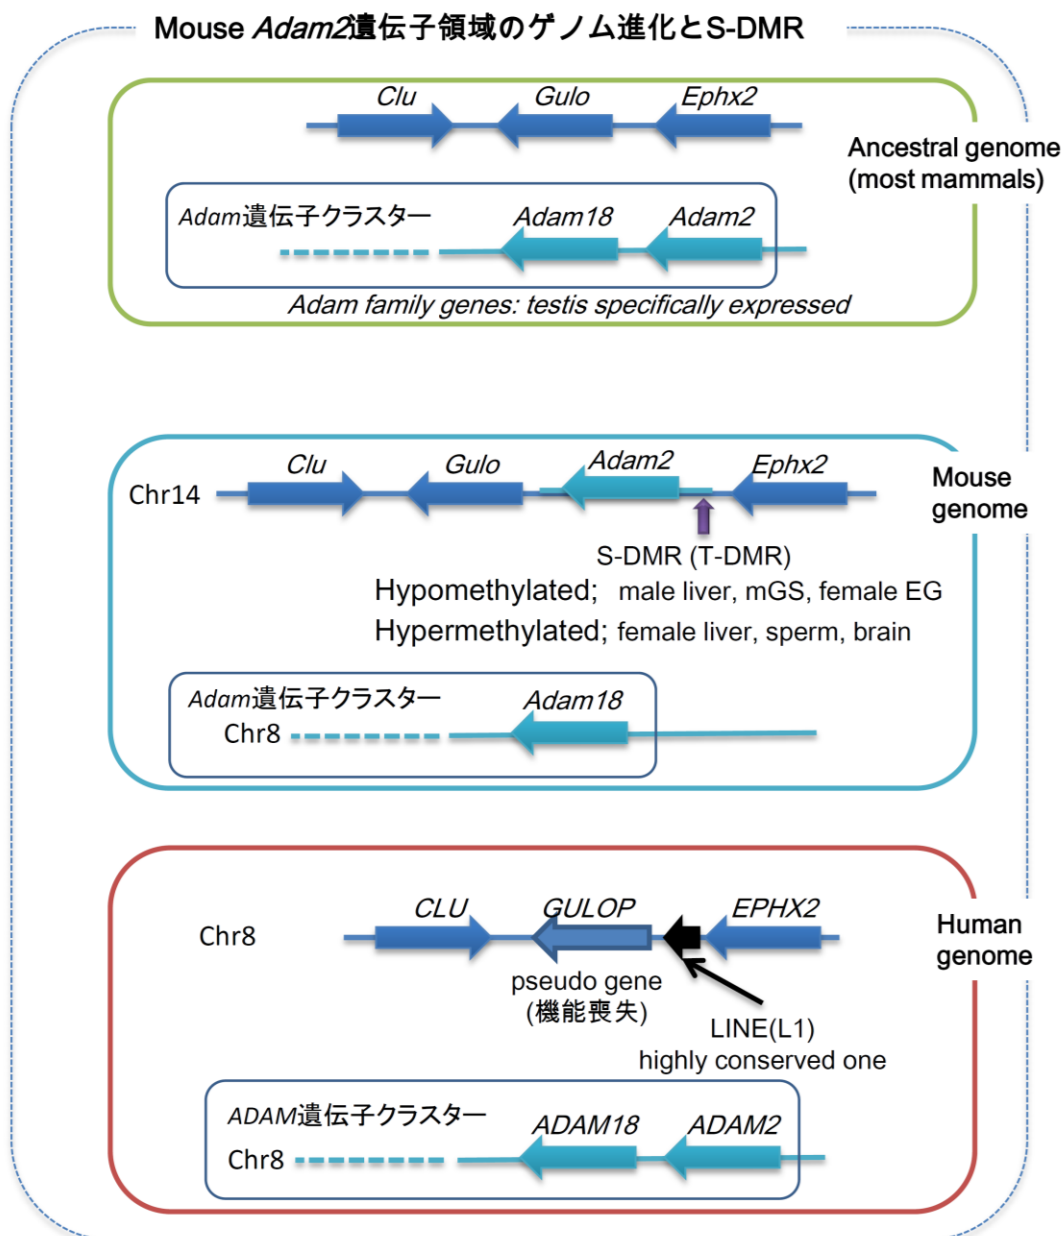 Mouse Adam2遺伝子領域のゲノム進化とS-DMR
Clu Gulo Ephx2
Ancestral genome
(most mammals)
Adam遺伝子クラスター Adam18 Adam2
Adam family genes: testis specifically expressed
Clu Gulo Adam2 Ephx2
Mouse
genome
Chr14
S-DMR (T-DMR)
Hypomethylated; male liver, mGS, female EG
Hypermethylated; female liver, sperm, brain
Adam遺伝子クラスター Adam18
Chr8
CLU GULOP EPHX2
Human
genome
Chr8
pseudo gene
(機能喪失)
LINE(L1)
highly conserved one
ADAM遺伝子クラスター ADAM18 ADAM2
Chr8